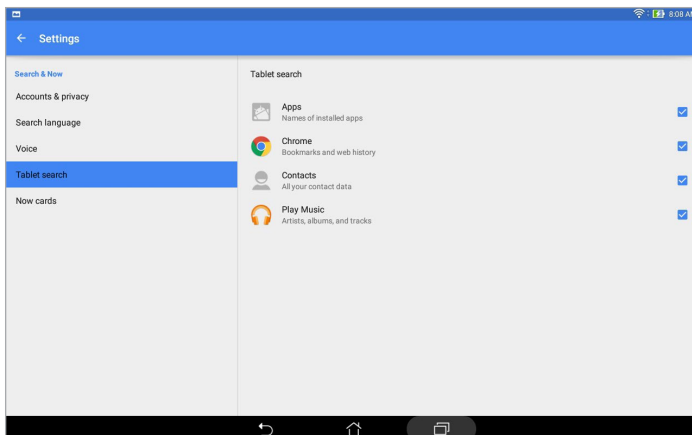 8:08 AM
Settings
Search & Now
Accounts & privacy
Search language
Voice
Tablet search
Now cards
Tablet search
Apps
Names of installed apps
Chrome
Bookmarks and web history
Contacts
All your contact data
Play Music
Artists, albums, and tracks